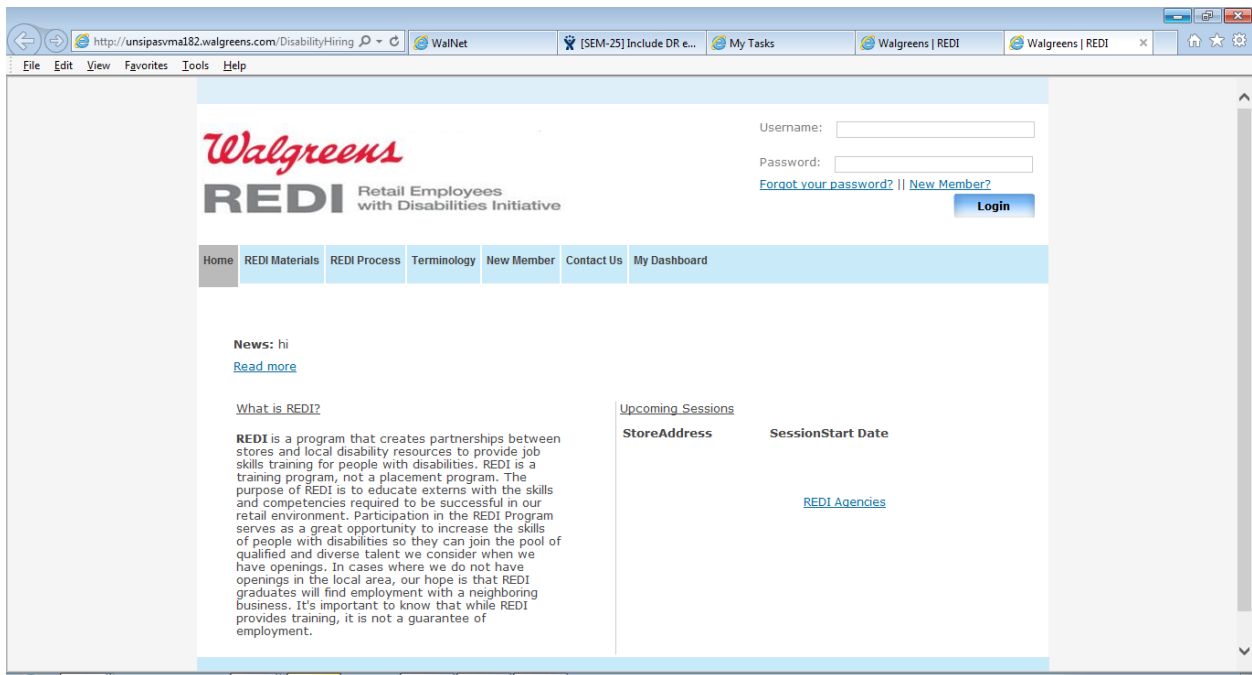 http://unsipasvma182.walgreens.com/DisabilityHiring
WalNet
[SEM-25] Include DR e...
My Tasks
Walgreens | REDI
Walgreens | REDI
File Edit View Favorites Tools Help
Walgreens
REDI Retail Employees
with Disabilities Initiative
Username:
Password:
Forgot your password? || New Member?
Login
Home REDI Materials REDI Process Terminology New Member Contact Us My Dashboard
News: hi
Read more
What is REDI?
REDI is a program that creates partnerships between
stores and local disability resources to provide job
skills training for people with disabilities. REDI is a
training program, not a placement program. The
purpose of REDI is to educate externs with the skills
and competencies required to be successful in our
retail environment. Participation in the REDI Program
serves as a great opportunity to increase the skills
of people with disabilities so they can join the pool of
qualified and diverse talent we consider when we
have openings. In cases where we do not have
openings in the local area, our hope is that REDI
graduates will find employment with a neighboring
business. It's important to know that while REDI
provides training, it is not a guarantee of
employment.
Upcoming Sessions
StoreAddress SessionStart Date
REDI Agencies